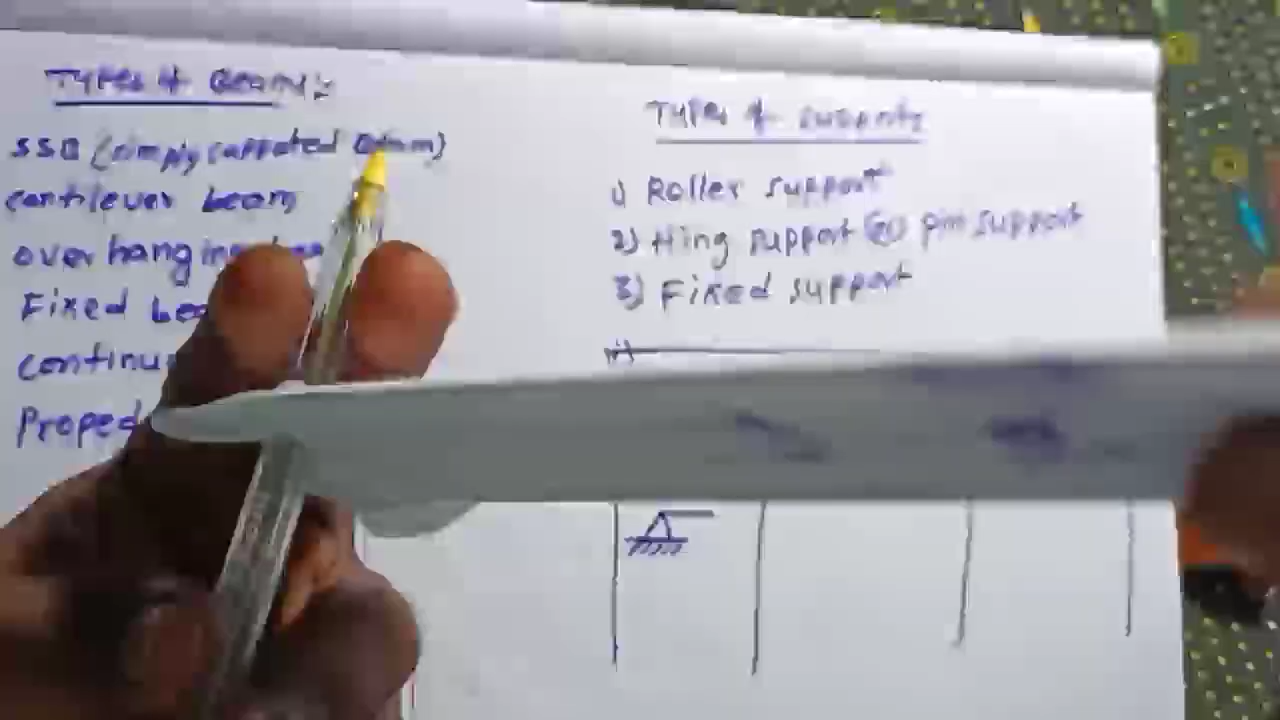 TYPES of BEAM:
SSB (simply supported Beam)
cantilever beam
over hanging
Fixed
continu
Proped
TYPES of supports
1) Roller support
2) Hing support (or) pin support
3) Fixed support